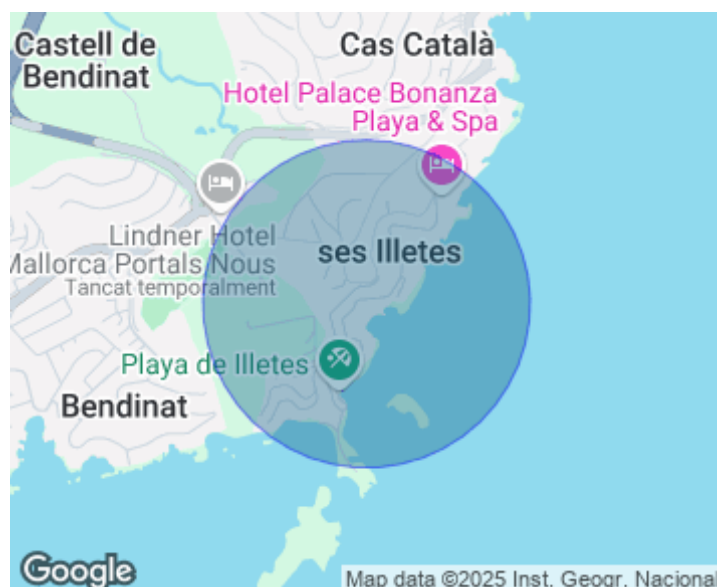 Castell de
Bendinat
Cas Català
Hotel Palace Bonanza
Playa & Spa
Lindner Hotel
Mallorca Portals Nous
Tancat temporalment
ses Illetes
Playa de Illetes
Bendinat
Google
Map data ©2025 Inst. Geogr. Nacional